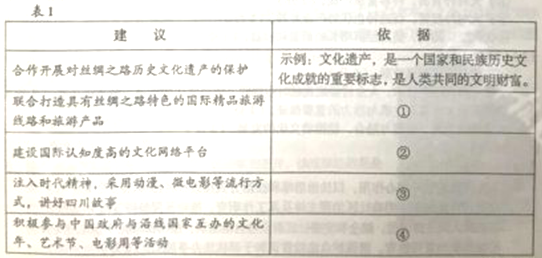 表1
建 议 依 据
合作开展对丝绸之路历史文化遗产的保护
示例：文化遗产，是一个国家和民族历史文化成就的重要标志，是人类共同的文明财富。
联合打造具有丝绸之路特色的国际精品旅游
线路和旅游产品
①
建设国际认知度高的文化网络平台
②
注入时代精神，采用动漫、微电影等流行方
式，讲好四川故事
③
积极参与中国政府与沿线国家互办的文化
年、艺术节、电影周等活动
④